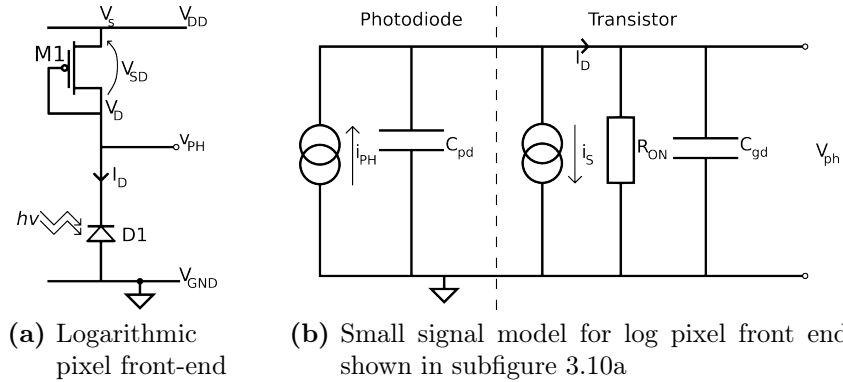 V_S V_DD
M1
V_SD
V_D
V_PH
I_D
hν D1
V_GND
(a) Logarithmic
pixel front-end
Photodiode Transistor
I_D
i_PH C_pd i_S R_ON C_gd V_ph
(b) Small signal model for log pixel front end
shown in subfigure 3.10a